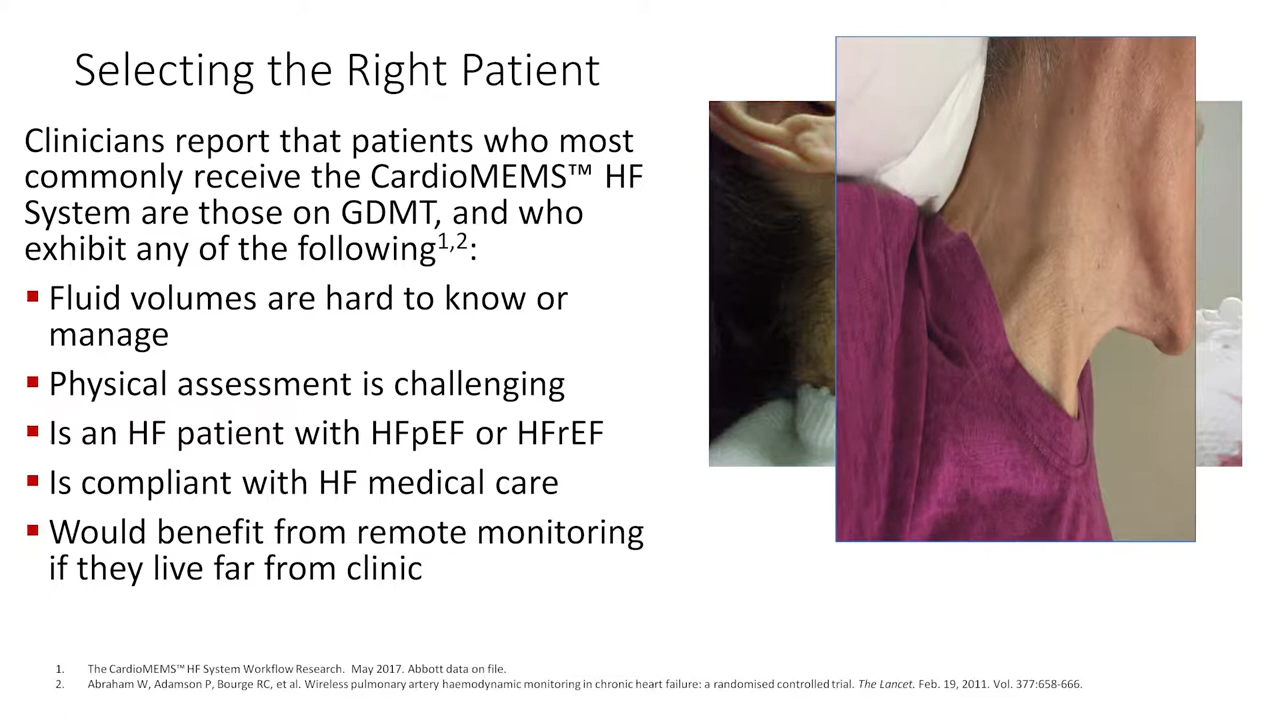 Selecting the Right Patient
Clinicians report that patients who most
commonly receive the CardioMEMS™ HF
System are those on GDMT, and who
exhibit any of the following1,2:
▪ Fluid volumes are hard to know or
manage
▪ Physical assessment is challenging
▪ Is an HF patient with HFpEF or HFrEF
▪ Is compliant with HF medical care
▪ Would benefit from remote monitoring
if they live far from clinic
1. The CardioMEMS™ HF System Workflow Research. May 2017. Abbott data on file.
2. Abraham W, Adamson P, Bourge RC, et al. Wireless pulmonary artery haemodynamic monitoring in chronic heart failure: a randomised controlled trial. The Lancet. Feb. 19, 2011. Vol. 377:658-666.